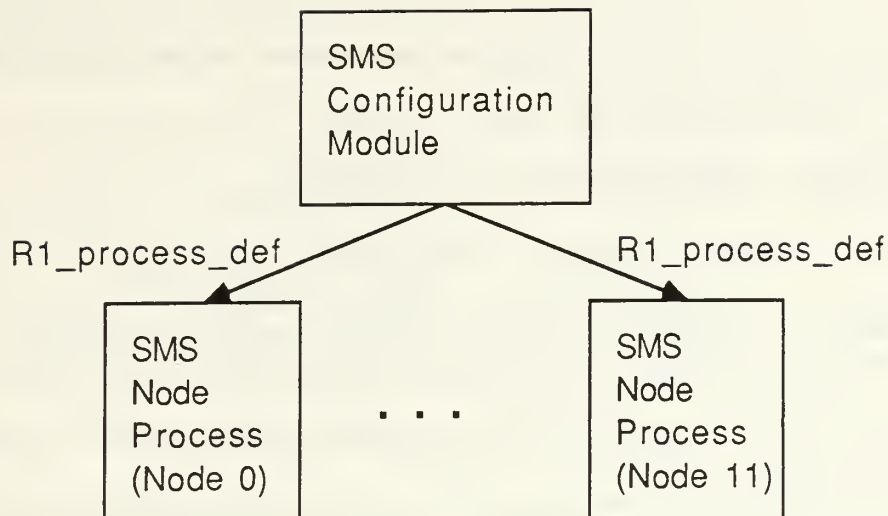 SMS
Configuration
Module
R1_process_def
R1_process_def
SMS
Node
Process
(Node 0)
. . .
SMS
Node
Process
(Node 11)